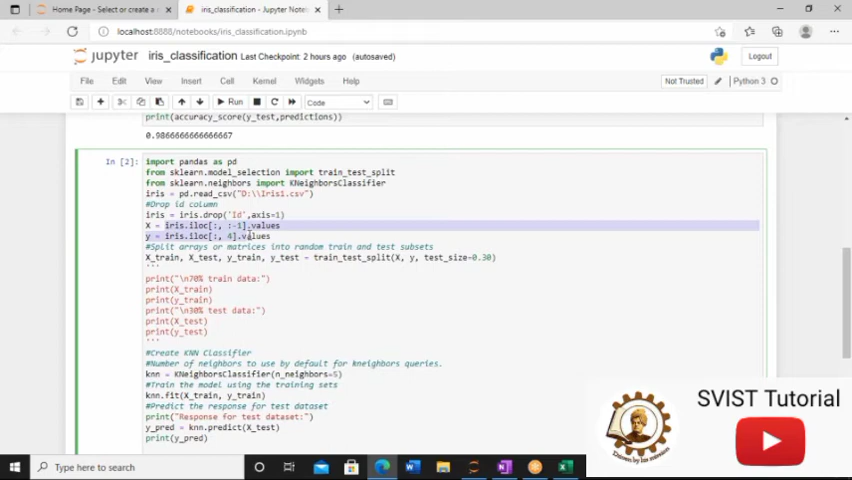 Home Page - Select or create a
iris_classification - Jupyter Note
localhost:8888/notebooks/iris_classification.ipynb
jupyter iris_classification Last Checkpoint: 2 hours ago (autosaved)
Logout
File Edit View Insert Cell Kernel Widgets Help
Not Trusted Python 3
Run Code
print(accuracy_score(y_test,predictions))
0.9866666666666667
In [2]: import pandas as pd
from sklearn.model_selection import train_test_split
from sklearn.neighbors import KNeighborsClassifier
iris = pd.read_csv("D:\\Iris1.csv")
#Drop id column
iris = iris.drop('Id',axis=1)
X = iris.iloc[:, :-1].values
y = iris.iloc[:, 4].values
#Split arrays or matrices into random train and test subsets
X_train, X_test, y_train, y_test = train_test_split(X, y, test_size=0.30)
'''
print("\n70% train data:")
print(X_train)
print(y_train)
print("\n30% test data:")
print(X_test)
print(y_test)
'''
#Create KNN Classifier
#Number of neighbors to use by default for kneighbors queries.
knn = KNeighborsClassifier(n_neighbors=5)
#Train the model using the training sets
knn.fit(X_train, y_train)
#Predict the response for test dataset
print("Response for test dataset:")
y_pred = knn.predict(X_test)
print(y_pred)
SVIST Tutorial
Driven by his mission
Type here to search